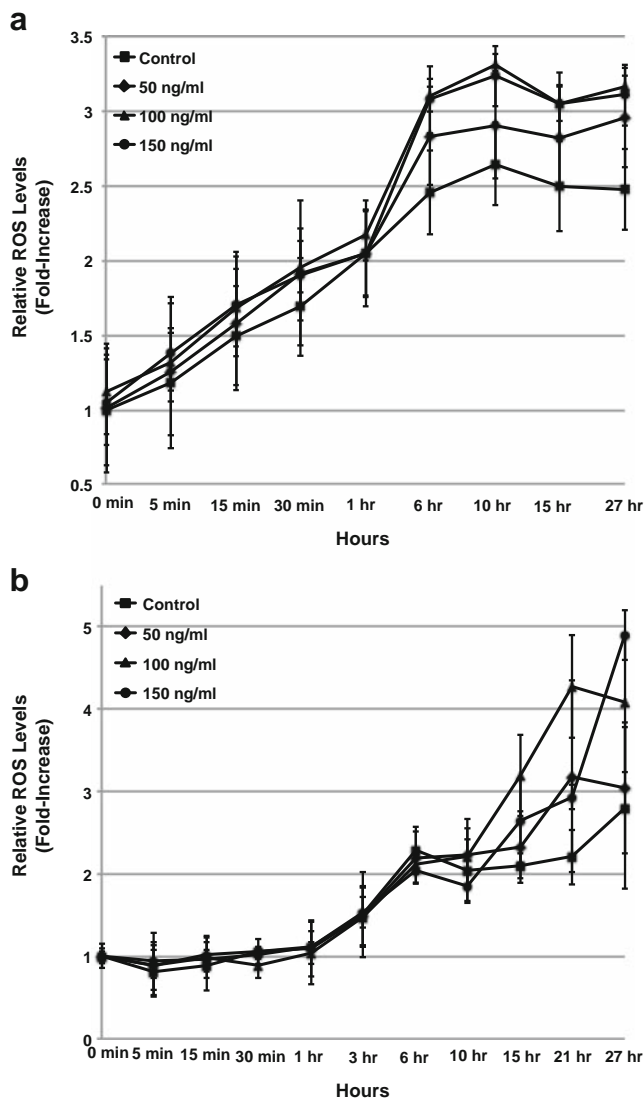 a
3.5
3
2.5
2
1.5
1
0.5
Relative ROS Levels
(Fold-Increase)
Control
50 ng/ml
100 ng/ml
150 ng/ml
0 min 5 min 15 min 30 min 1 hr 6 hr 10 hr 15 hr 27 hr
Hours
b
5
4
3
2
1
0
Relative ROS Levels
(Fold-Increase)
Control
50 ng/ml
100 ng/ml
150 ng/ml
0 min 5 min 15 min 30 min 1 hr 3 hr 6 hr 10 hr 15 hr 21 hr 27 hr
Hours